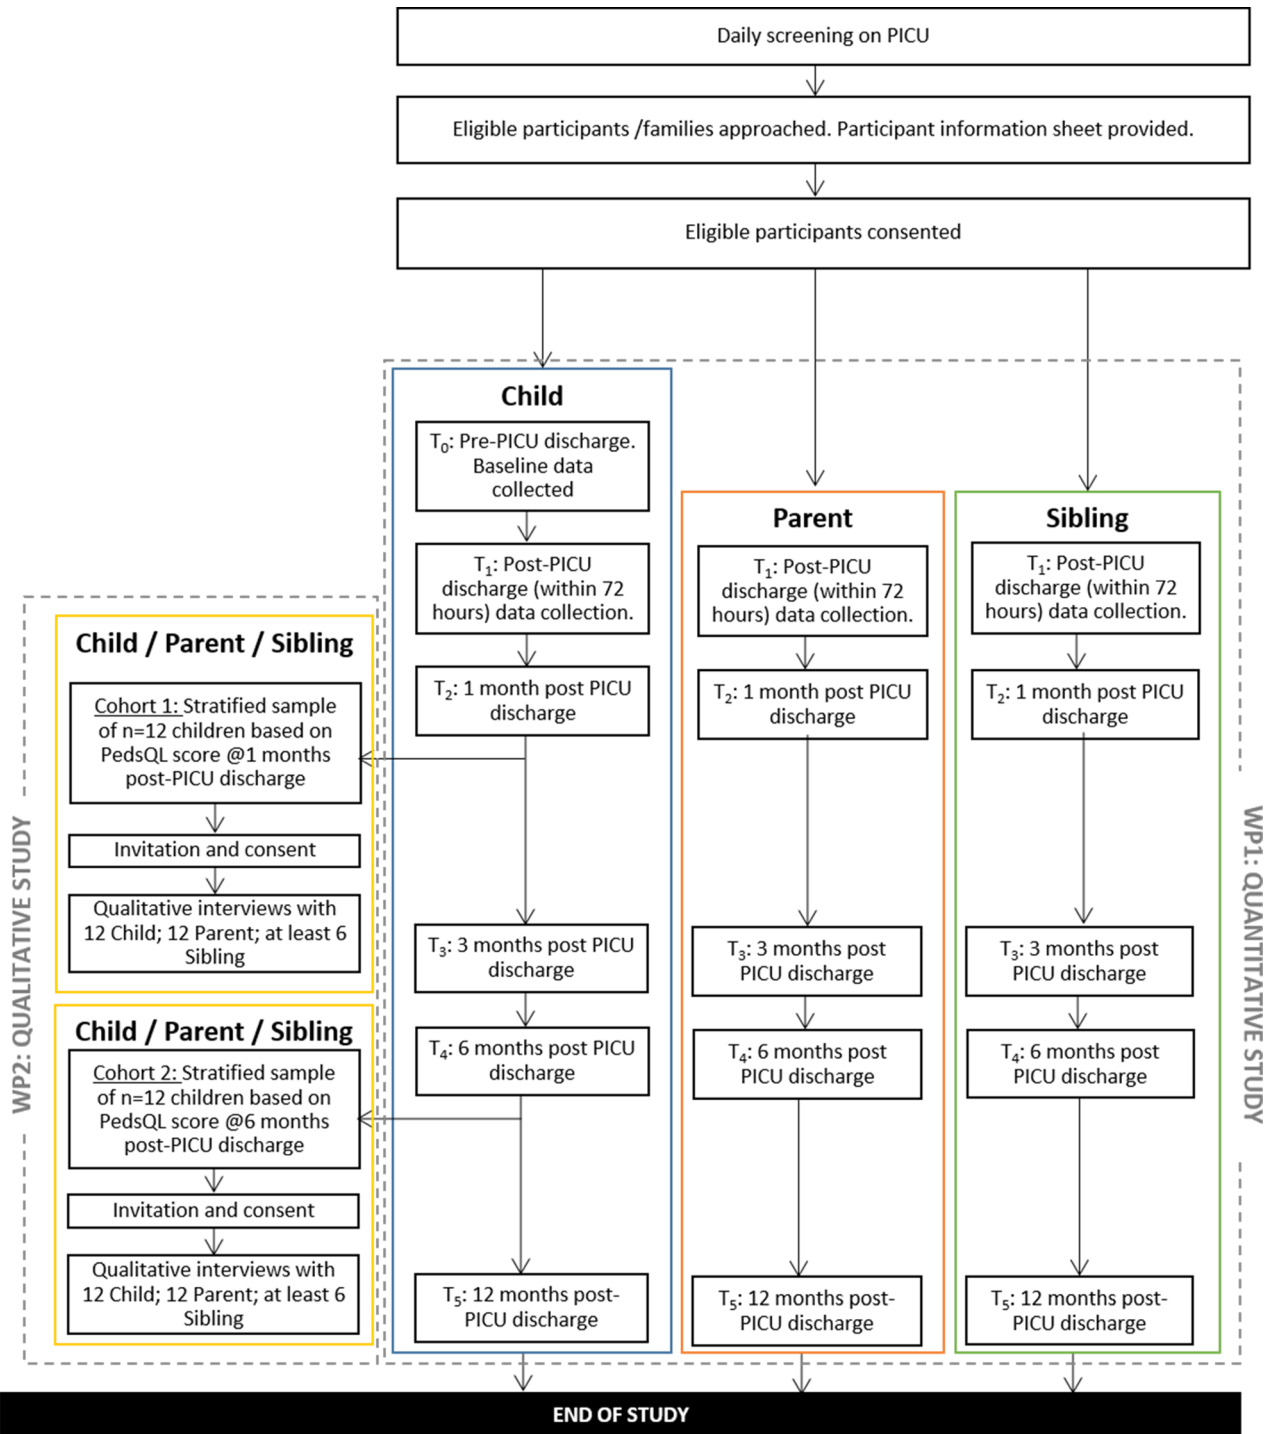 Daily screening on PICU
Eligible participants /families approached. Participant information sheet provided.
Eligible participants consented
Child
T0: Pre-PICU discharge.
Baseline data
collected
T1: Post-PICU
discharge (within 72
hours) data collection.
T2: 1 month post PICU
discharge
T3: 3 months post PICU
discharge
T4: 6 months post PICU
discharge
T5: 12 months post-
PICU discharge
Parent
T1: Post-PICU
discharge (within 72
hours) data collection.
T2: 1 month post PICU
discharge
T3: 3 months post
PICU discharge
T4: 6 months post
PICU discharge
T5: 12 months post-
PICU discharge
Sibling
T1: Post-PICU
discharge (within 72
hours) data collection.
T2: 1 month post PICU
discharge
T3: 3 months post
PICU discharge
T4: 6 months post
PICU discharge
T5: 12 months post-
PICU discharge
WP1: QUANTITATIVE STUDY
WP2: QUALITATIVE STUDY
Child / Parent / Sibling
Cohort 1: Stratified sample
of n=12 children based on
PedsQL score @1 months
post-PICU discharge
Invitation and consent
Qualitative interviews with
12 Child; 12 Parent; at least 6
Sibling
Child / Parent / Sibling
Cohort 2: Stratified sample
of n=12 children based on
PedsQL score @6 months
post-PICU discharge
Invitation and consent
Qualitative interviews with
12 Child; 12 Parent; at least 6
Sibling
END OF STUDY